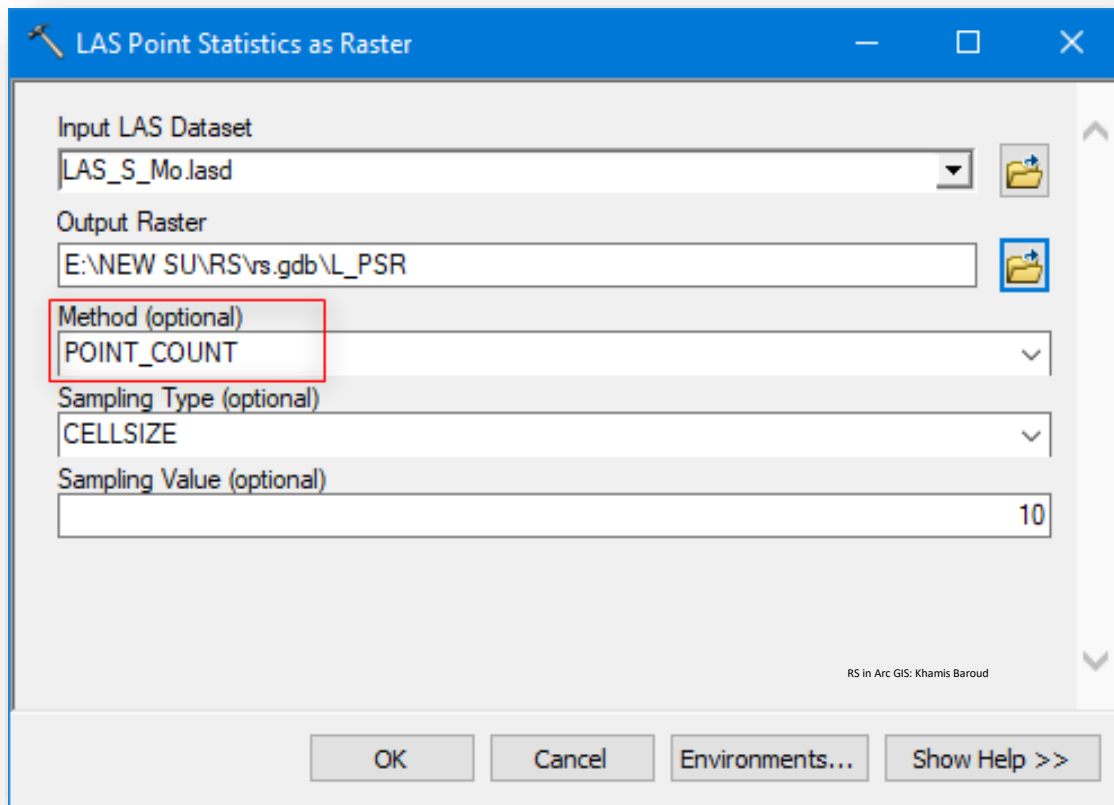 LAS Point Statistics as Raster
Input LAS Dataset
LAS_S_Mo.lasd
Output Raster
E:\NEW SU\RS\rs.gdb\L_PSR
Method (optional)
POINT_COUNT
Sampling Type (optional)
CELLSIZE
Sampling Value (optional)
10
RS in Arc GIS: Khamis Baroud
OK Cancel Environments... Show Help >>